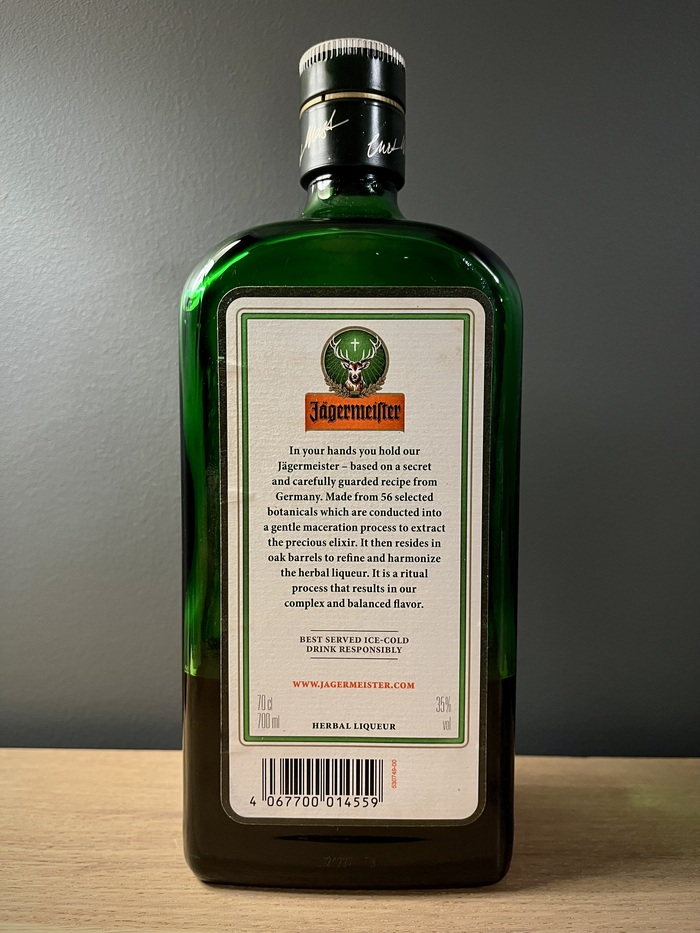 Jägermeister
In your hands you hold our
Jägermeister – based on a secret
and carefully guarded recipe from
Germany. Made from 56 selected
botanicals which are conducted into
a gentle maceration process to extract
the precious elixir. It then resides in
oak barrels to refine and harmonize
the herbal liqueur. It is a ritual
process that results in our
complex and balanced flavor.
BEST SERVED ICE-COLD
DRINK RESPONSIBLY
WWW.JAGERMEISTER.COM
70 cl 35%
700 ml HERBAL LIQUEUR vol
530749-00
4 067700 014559